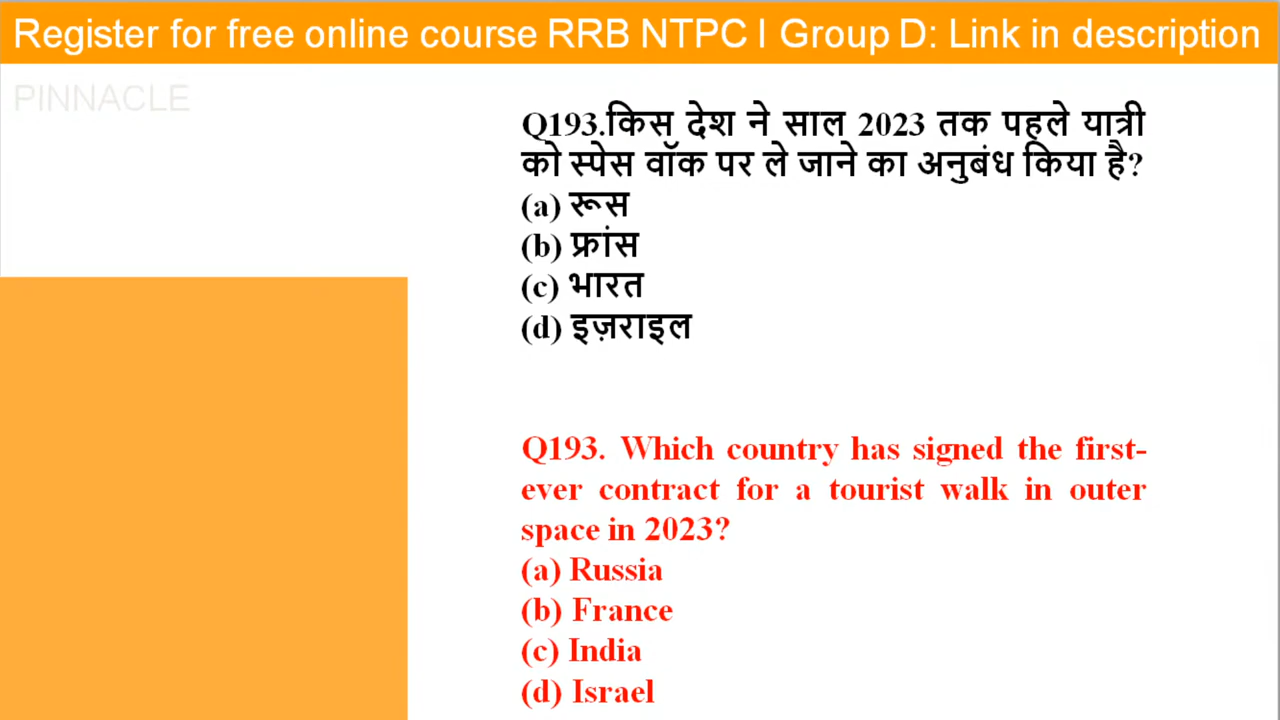 Register for free online course RRB NTPC I Group D: Link in description
PINNACLE
Q193.किस देश ने साल 2023 तक पहले यात्री
को स्पेस वॉक पर ले जाने का अनुबंध किया है?
(a) रूस
(b) फ्रांस
(c) भारत
(d) इज़राइल
Q193. Which country has signed the first-
ever contract for a tourist walk in outer
space in 2023?
(a) Russia
(b) France
(c) India
(d) Israel